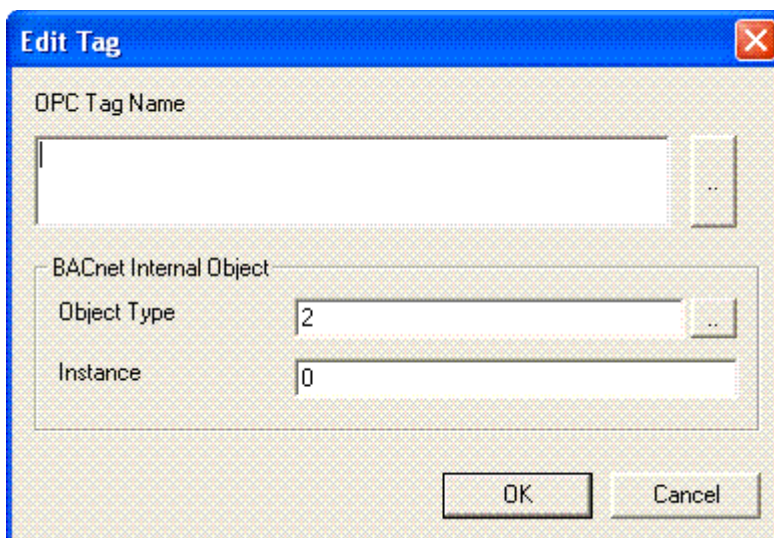 Edit Tag
OPC Tag Name
..
BACnet Internal Object
Object Type 2 ..
Instance 0
OK Cancel